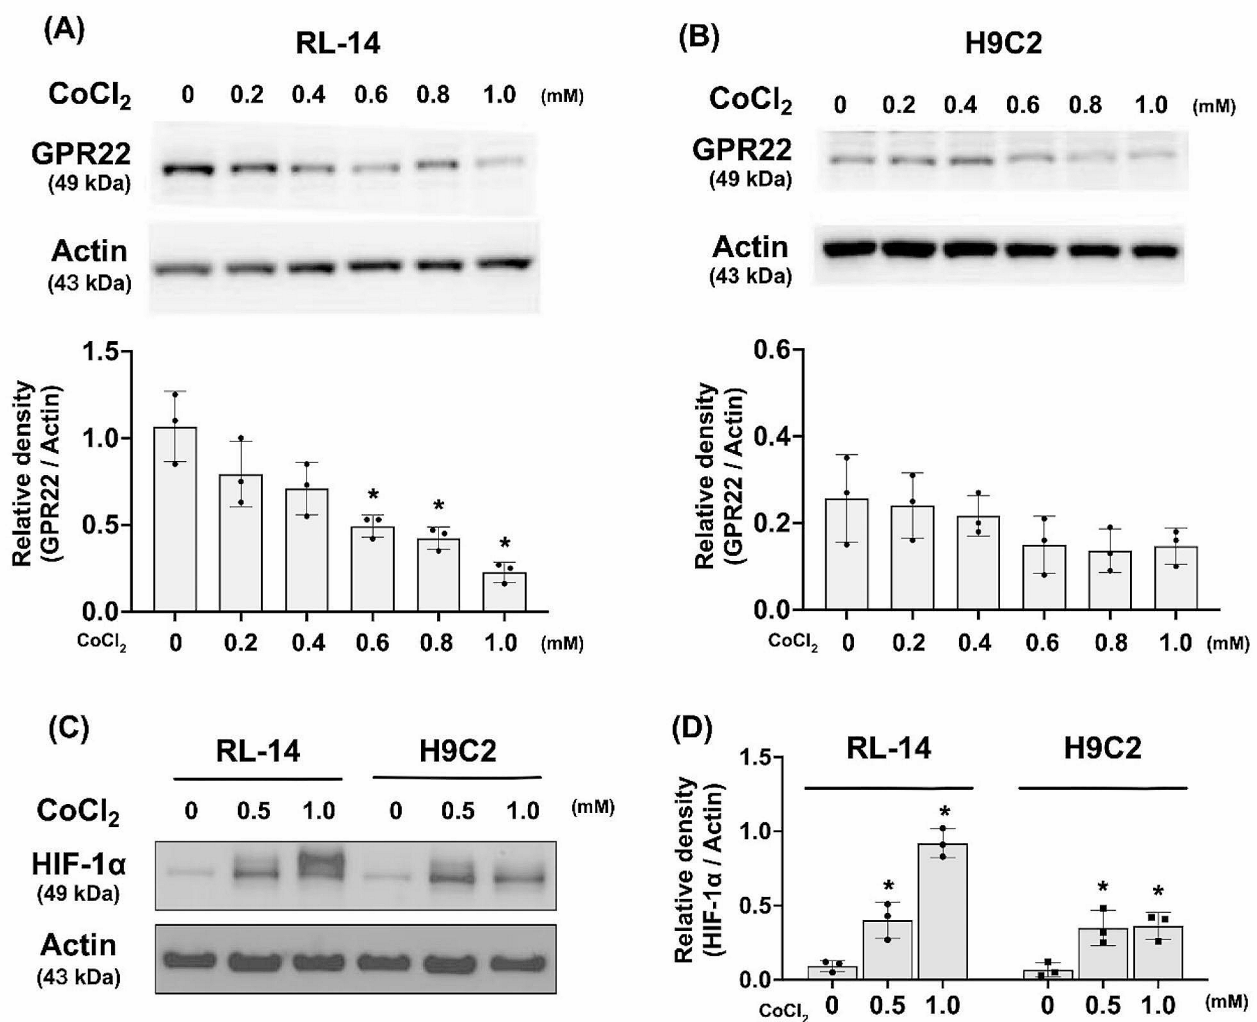 (A)
RL-14
CoCl₂ 0 0.2 0.4 0.6 0.8 1.0 (mM)
GPR22
(49 kDa)
Actin
(43 kDa)
Relative density
(GPR22 / Actin)
1.5
1.0
0.5
0.0
* * *
CoCl₂ 0 0.2 0.4 0.6 0.8 1.0 (mM)
(B)
H9C2
CoCl₂ 0 0.2 0.4 0.6 0.8 1.0 (mM)
GPR22
(49 kDa)
Actin
(43 kDa)
Relative density
(GPR22 / Actin)
0.6
0.4
0.2
0.0
CoCl₂ 0 0.2 0.4 0.6 0.8 1.0 (mM)
(C)
RL-14 H9C2
CoCl₂ 0 0.5 1.0 0 0.5 1.0 (mM)
HIF-1α
(49 kDa)
Actin
(43 kDa)
(D)
RL-14 H9C2
Relative density
(HIF-1α / Actin)
1.5
1.0
0.5
0.0
* * * *
CoCl₂ 0 0.5 1.0 0 0.5 1.0 (mM)